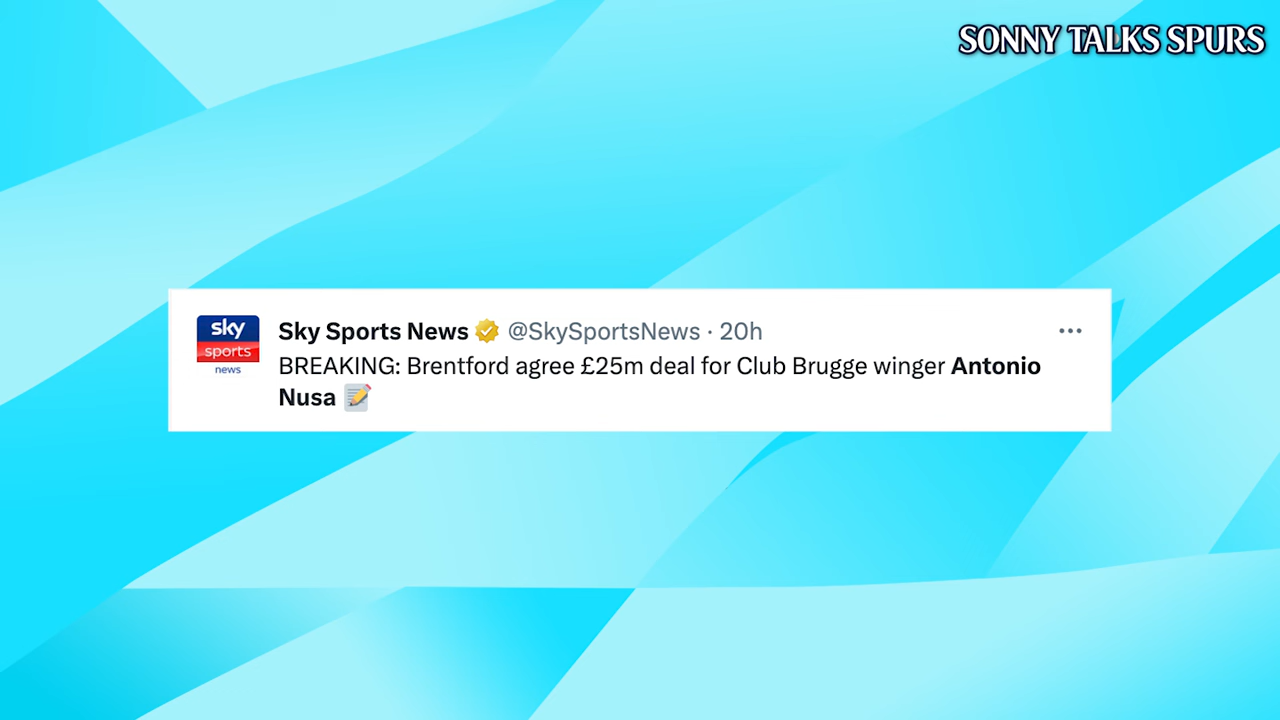 SONNY TALKS SPURS
sky
sports
news
Sky Sports News @SkySportsNews · 20h
BREAKING: Brentford agree £25m deal for Club Brugge winger Antonio
Nusa 📝